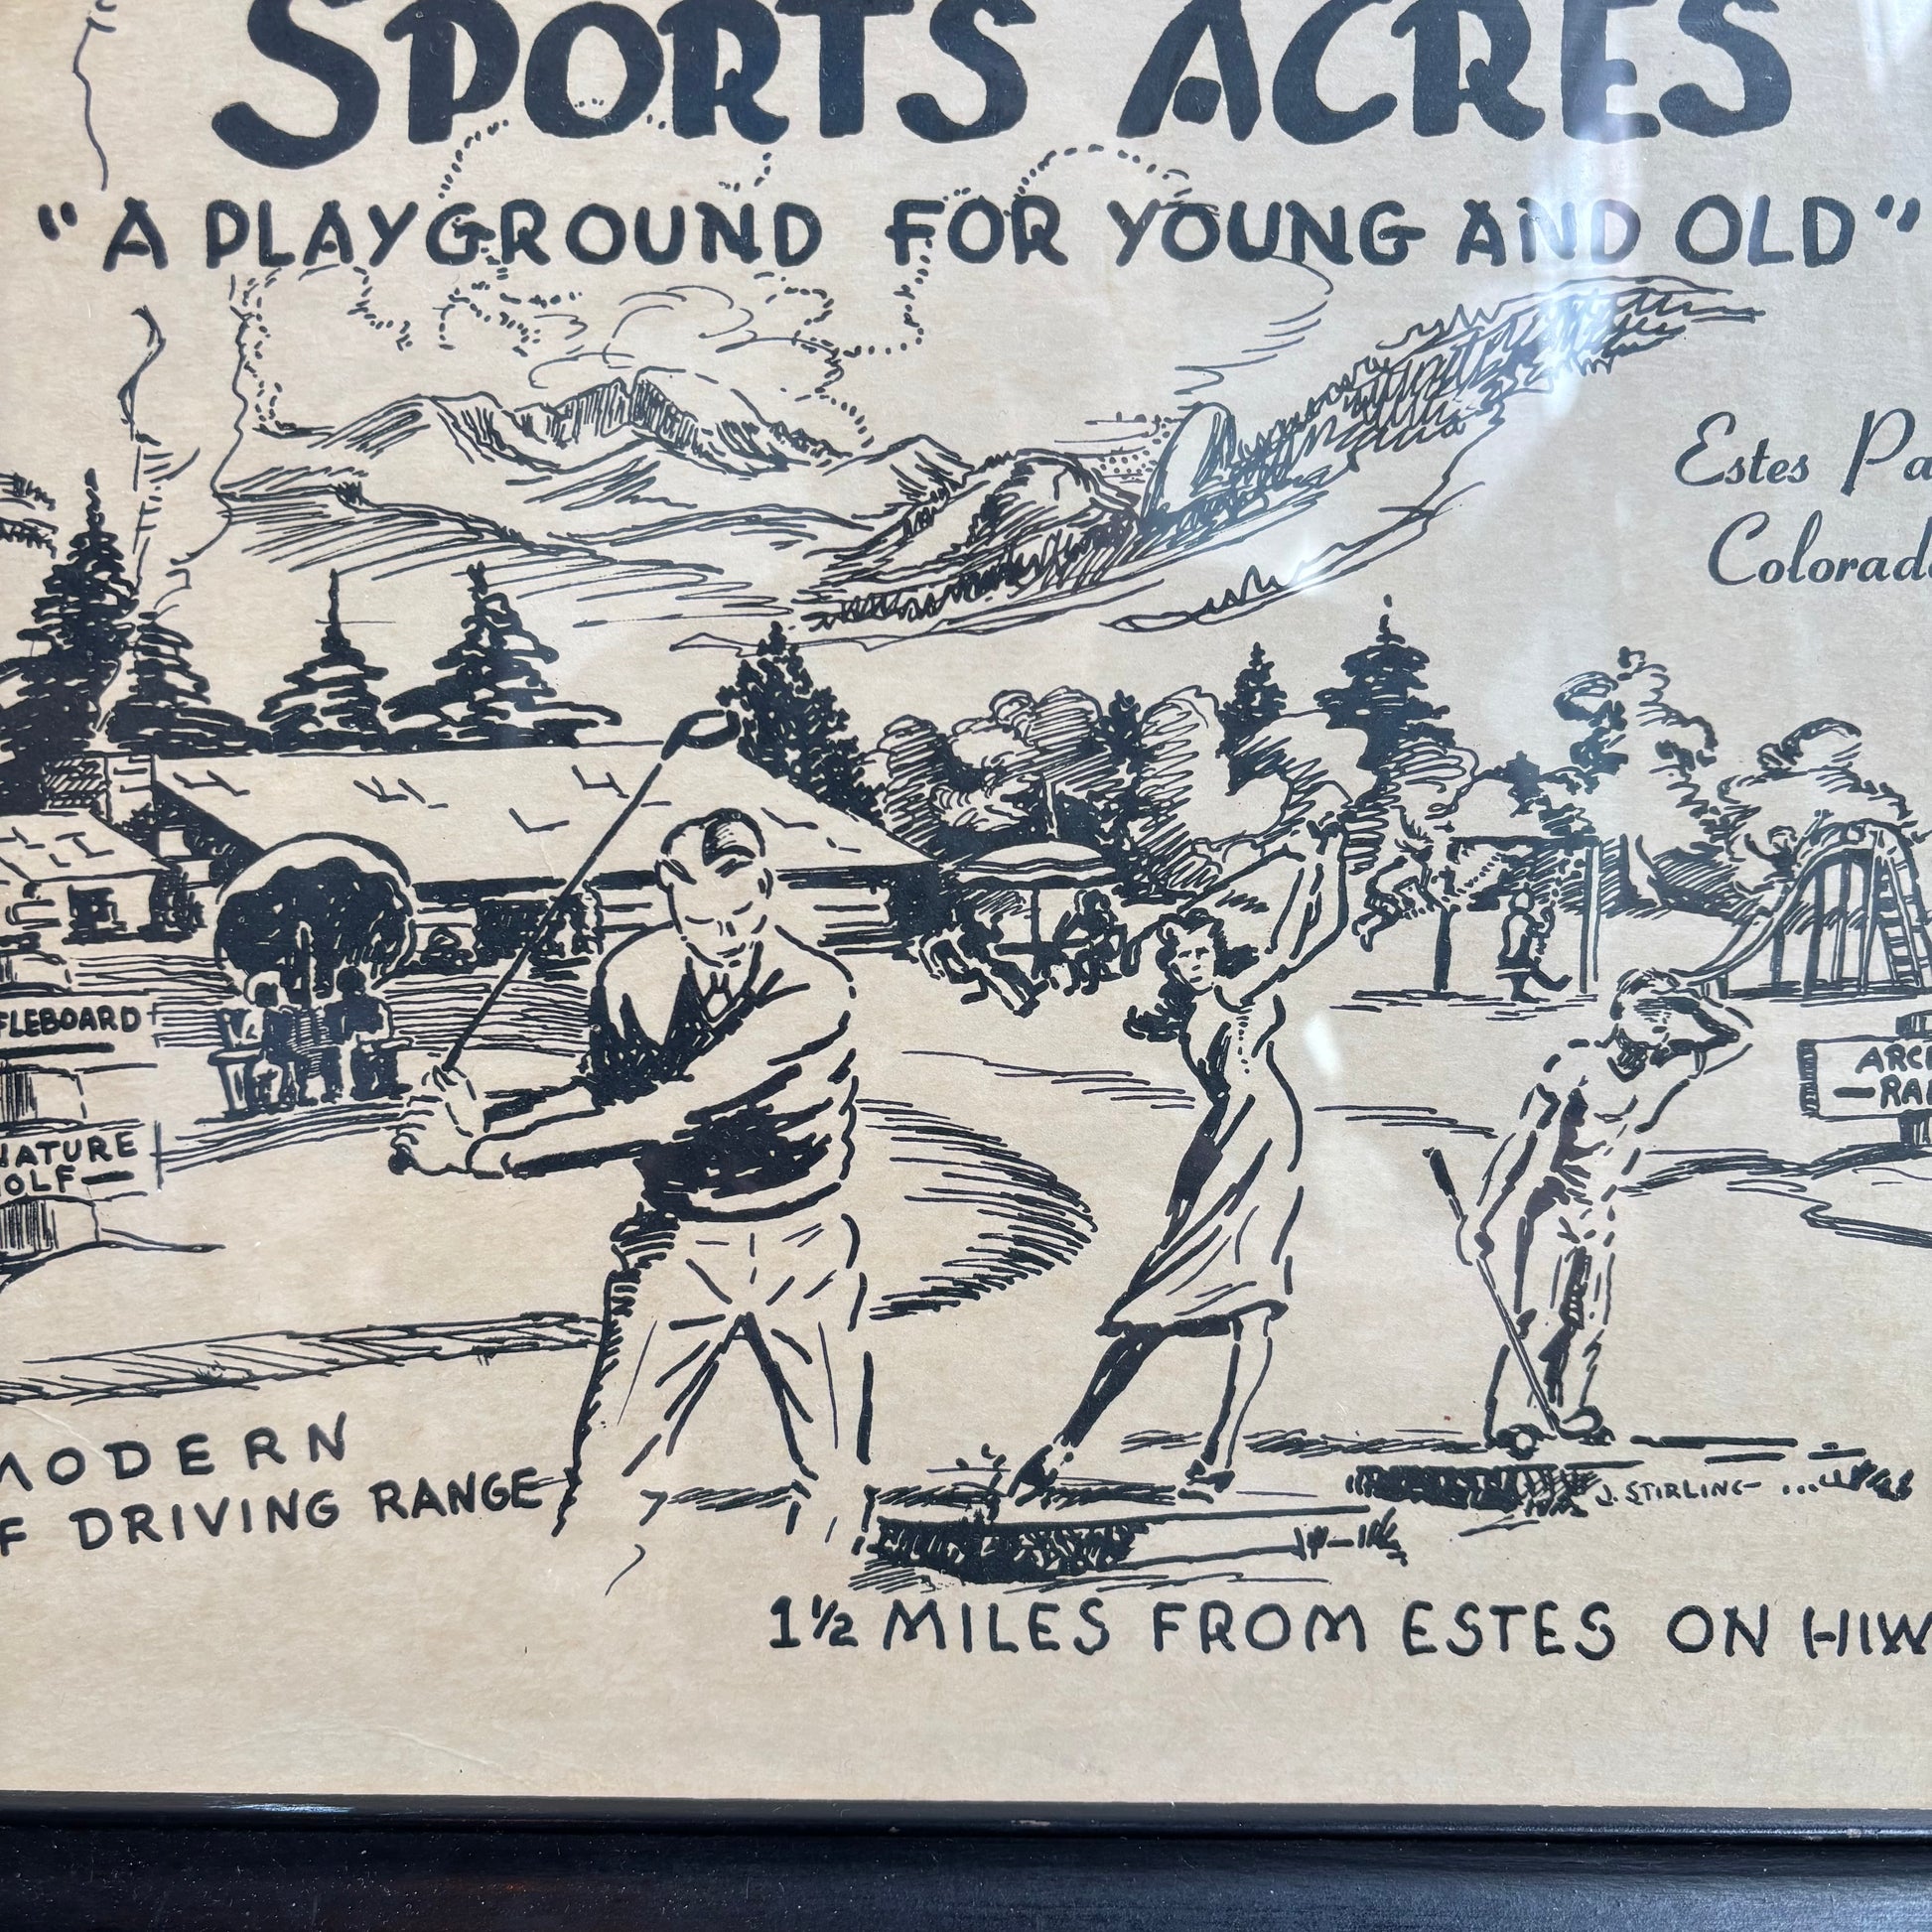 SPORTS ACRES
"A PLAYGROUND FOR YOUNG AND OLD"
Estes Pa
Colorad
FLEBOARD
NATURE
OLF—
ARC
—RA
MODERN
F DRIVING RANGE
J. STIRLING
1½ MILES FROM ESTES ON HIW